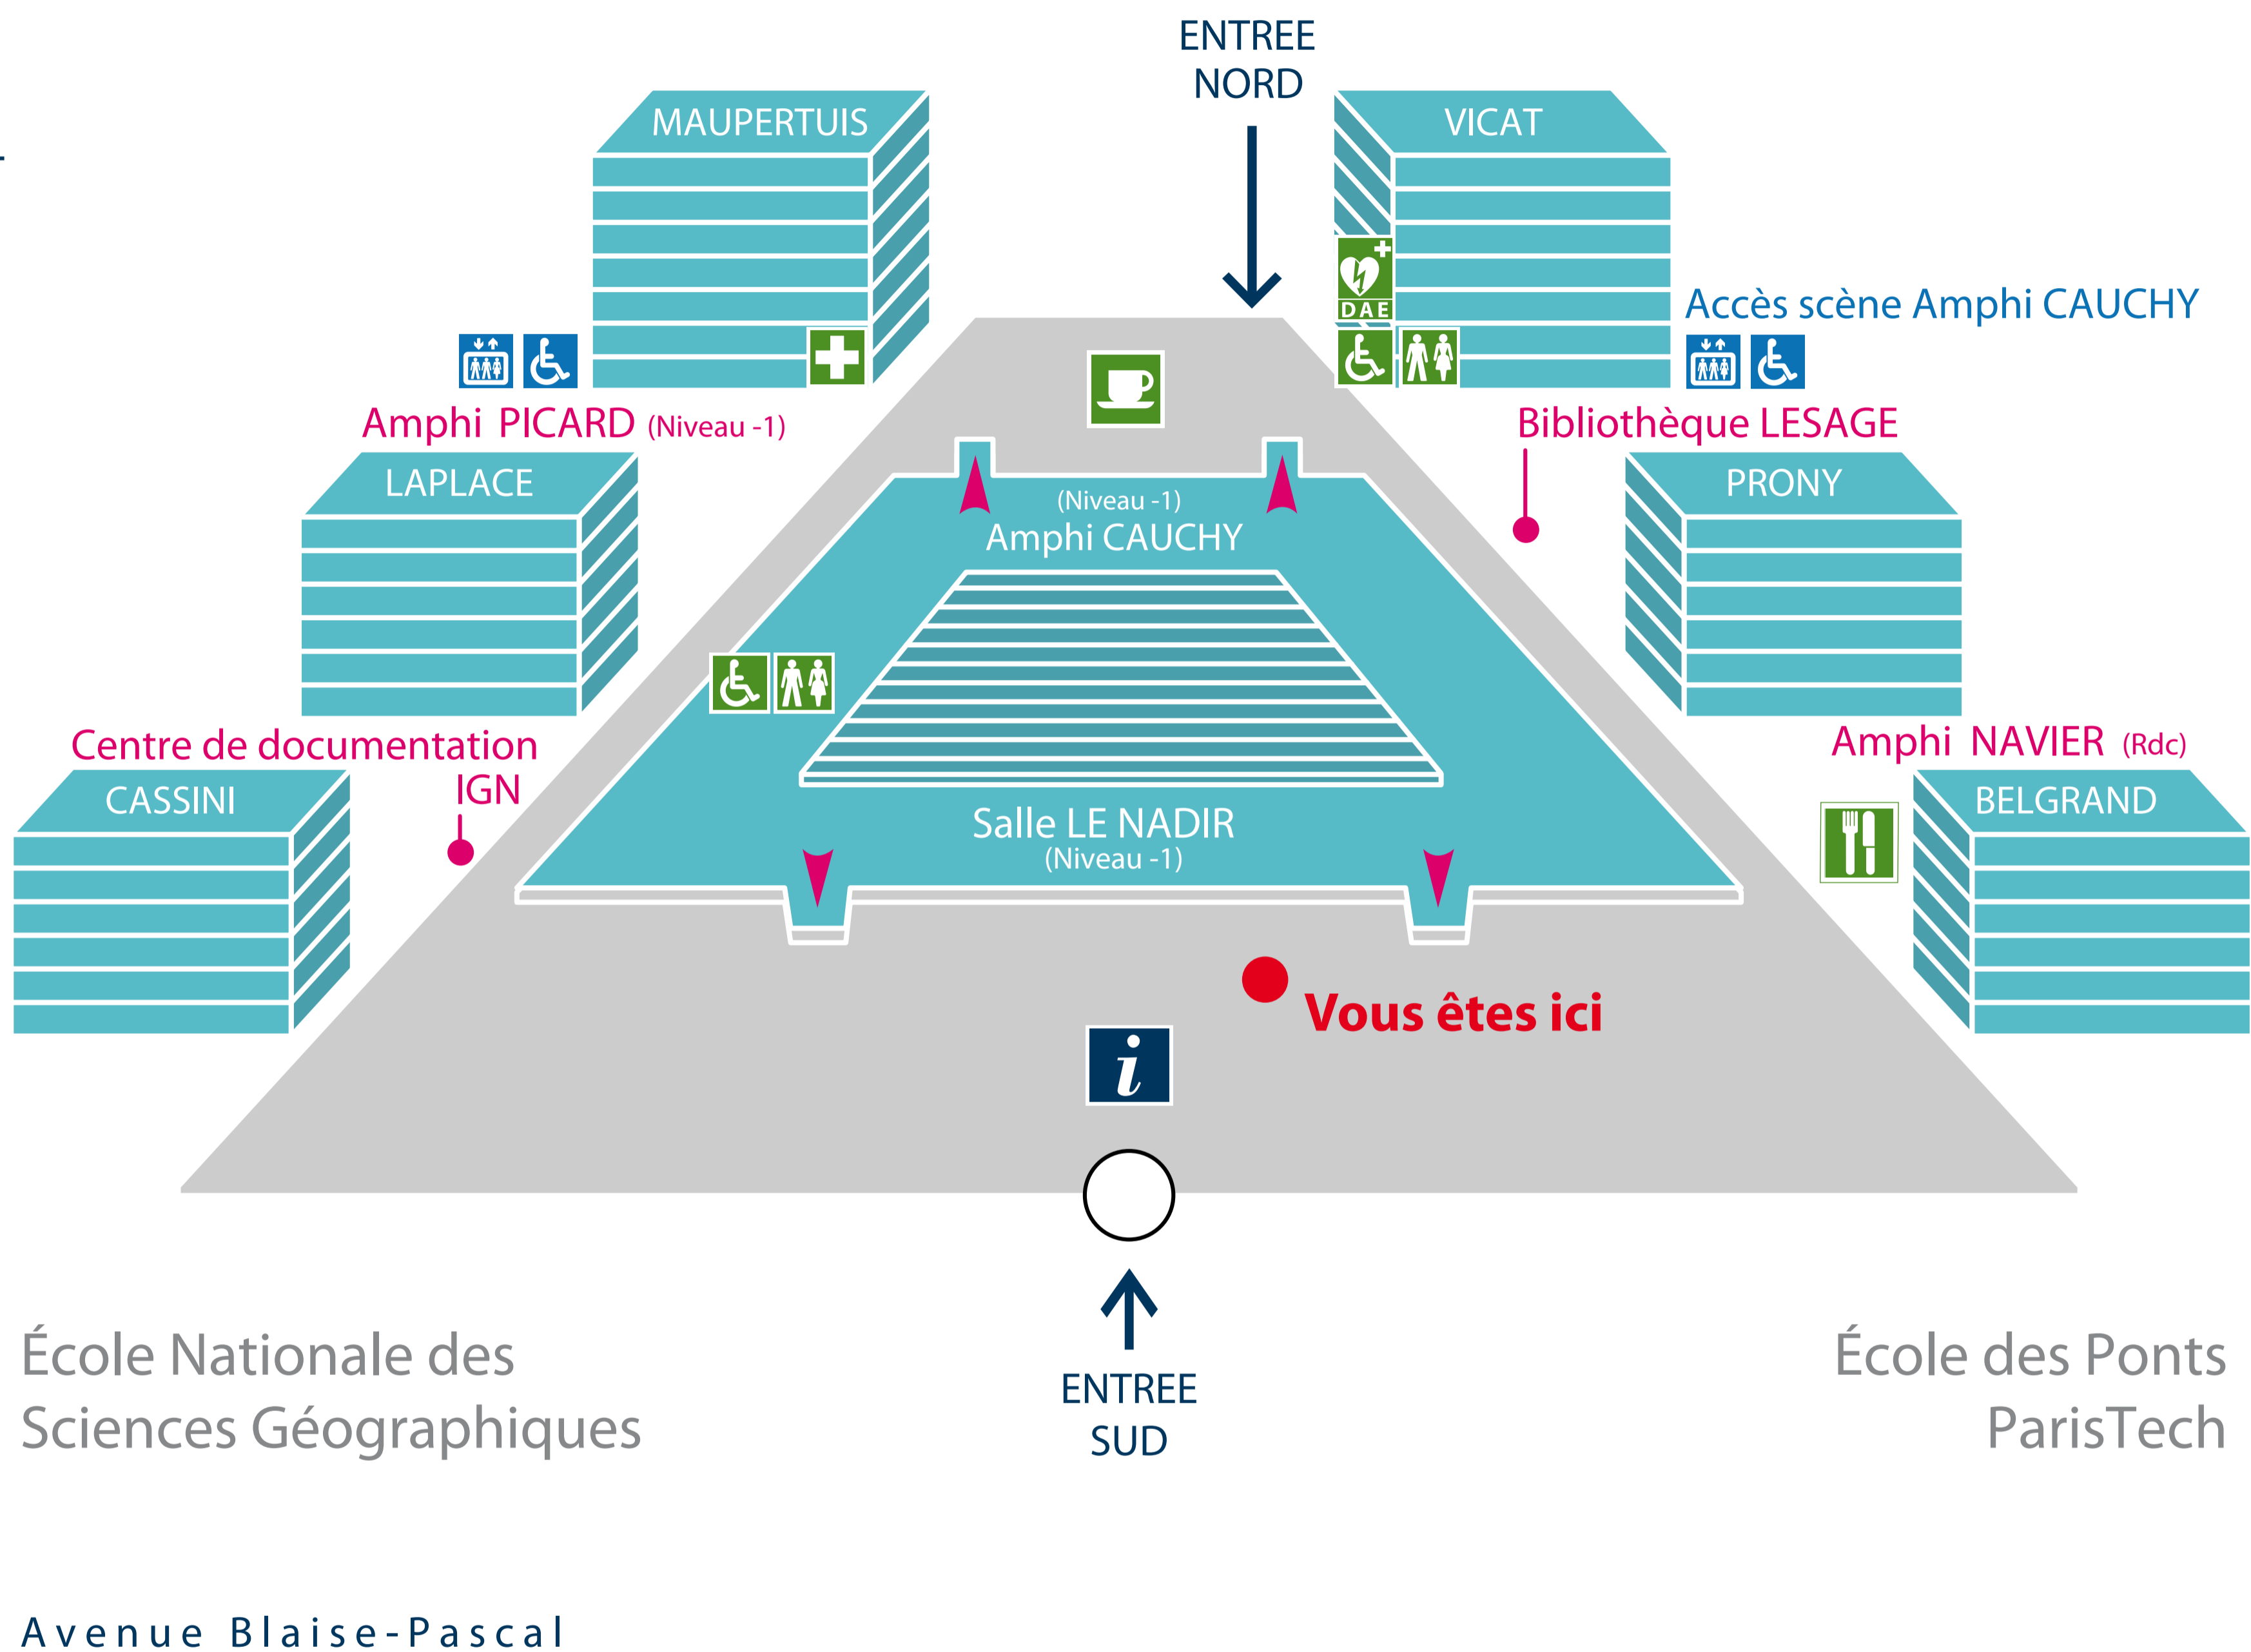 ENTREE
NORD
MAUPERTUIS
VICAT
DAE
Accès scène Amphi CAUCHY
Amphi PICARD (Niveau -1)
Bibliothèque LESAGE
LAPLACE
PRONY
(Niveau -1)
Amphi CAUCHY
Centre de documentation
IGN
Amphi NAVIER (Rdc)
CASSINI
BELGRAND
Salle LE NADIR
(Niveau -1)
Vous êtes ici
i
ENTREE
SUD
École Nationale des
Sciences Géographiques
École des Ponts
ParisTech
Avenue Blaise-Pascal